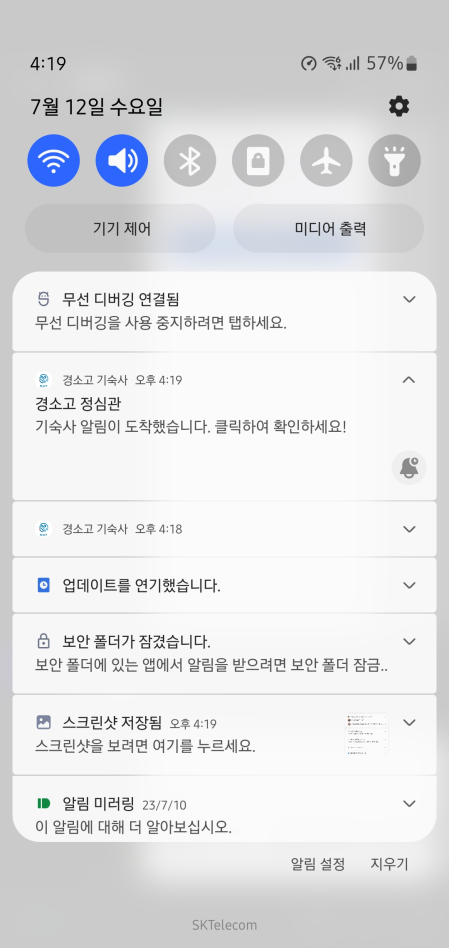 4:19
57%
7월 12일 수요일
기기 제어
미디어 출력
무선 디버깅 연결됨
무선 디버깅을 사용 중지하려면 탭하세요.
경소고 기숙사 오후 4:19
경소고 정심관
기숙사 알림이 도착했습니다. 클릭하여 확인하세요!
경소고 기숙사 오후 4:18
업데이트를 연기했습니다.
보안 폴더가 잠겼습니다.
보안 폴더에 있는 앱에서 알림을 받으려면 보안 폴더 잠금..
스크린샷 저장됨 오후 4:19
스크린샷을 보려면 여기를 누르세요.
알림 미러링 23/7/10
이 알림에 대해 더 알아보십시오.
알림 설정
지우기
SKTelecom